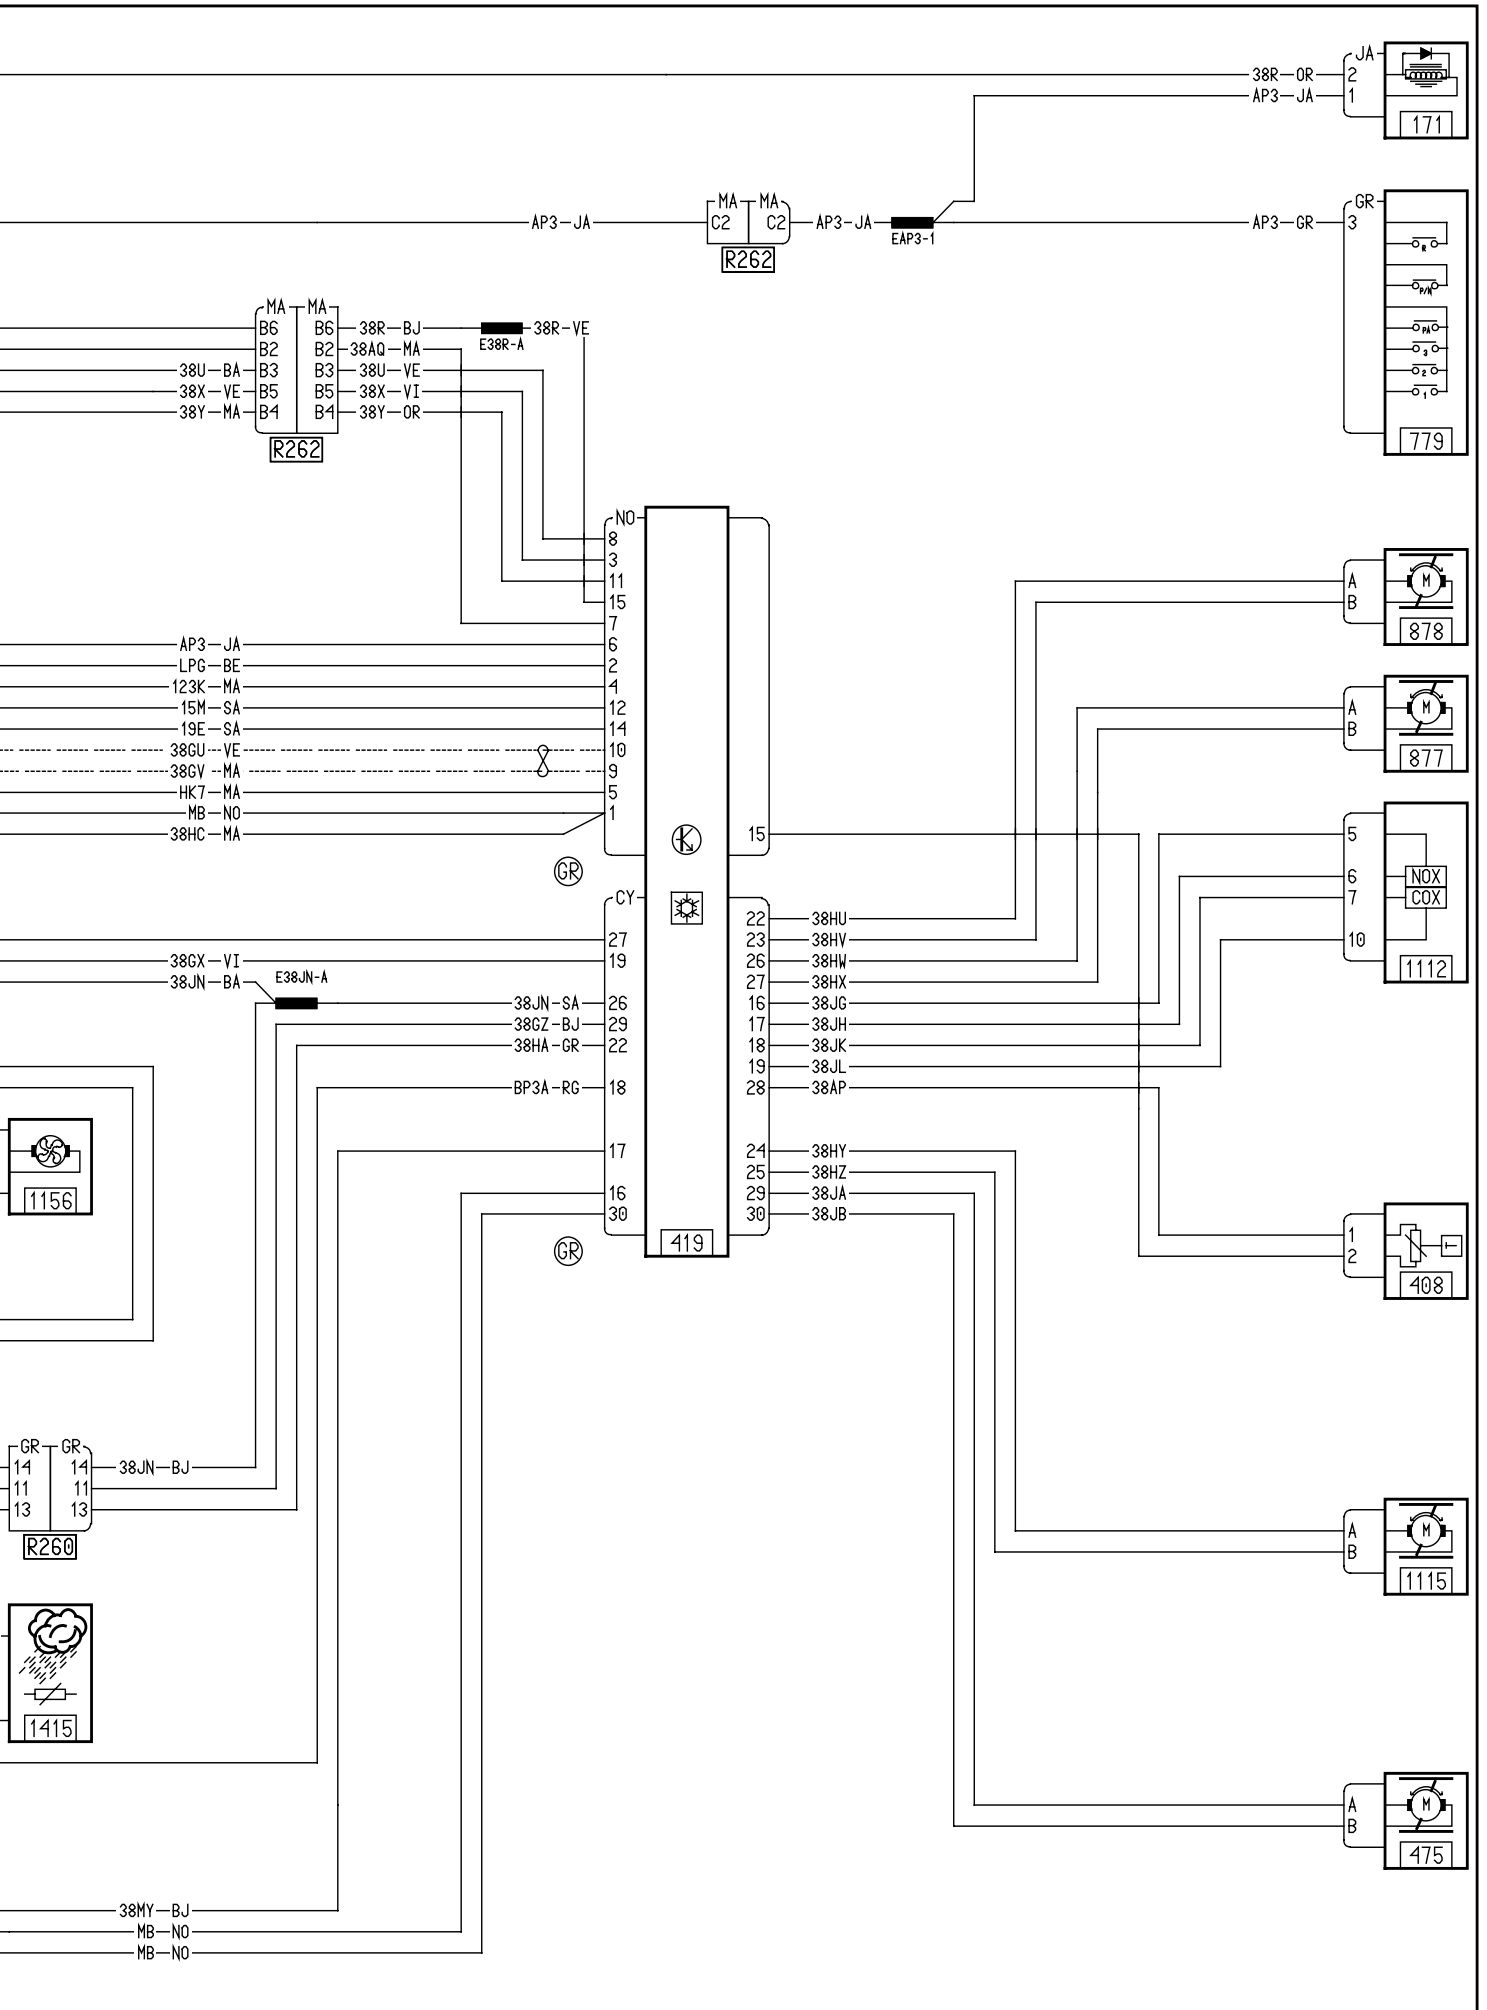 JA
38R OR 2
AP3 JA 1
171
MA MA
GR
AP3 JA C2 C2 AP3 JA AP3 GR 3
EAP3-1
R262
R
P/N
PA
3
2
1
779
MA MA
B6 B6 38R BJ 38R VE
B2 B2 38AQ MA E38R-A
38U BA B3 B3 38U VE
38X VE B5 B5 38X VI
38Y MA B4 B4 38Y OR
R262
NO
8
3
11
15
7
AP3 JA 6
LPG BE 2
123K MA 4
15M SA 12
19E SA 14
38GU VE 10
38GV MA 9
HK7 MA 5
MB NO 1
38HC MA
15
K
GR
A M
B
878
A M
B
877
5
6 NOX
7 COX
10
1112
CY
22 38HU
27 23 38HV
38GX VI 19 26 38HW
38JN BA E38JN-A 27 38HX
38JN SA 26 16 38JG
38GZ BJ 29 17 38JH
38HA GR 22 18 38JK
19 38JL
BP3A RG 18 28 38AP
17 24 38HY
25 38HZ
16 29 38JA
30 30 38JB
419
GR
1156
1
2 T
408
GR GR
14 14 38JN BJ
11 11
13 13
R260
A M
B
1115
1415
A M
B
475
38MY BJ
MB NO
MB NO